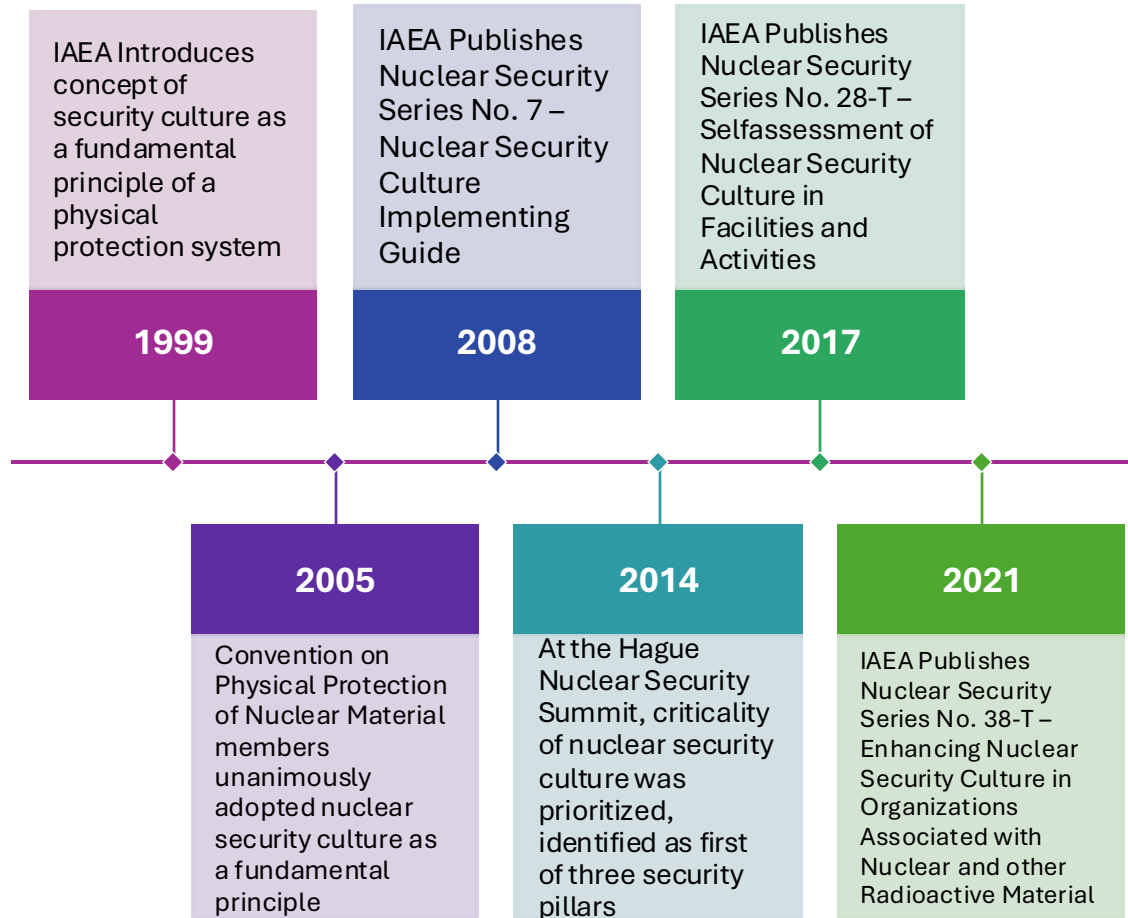 IAEA Introduces
concept of
security culture as
a fundamental
principle of a
physical
protection system
1999
IAEA Publishes
Nuclear Security
Series No. 7 –
Nuclear Security
Culture
Implementing
Guide
2008
IAEA Publishes
Nuclear Security
Series No. 28-T –
Selfassessment of
Nuclear Security
Culture in
Facilities and
Activities
2017
2005
Convention on
Physical Protection
of Nuclear Material
members
unanimously
adopted nuclear
security culture as
a fundamental
principle
2014
At the Hague
Nuclear Security
Summit, criticality
of nuclear security
culture was
prioritized,
identified as first
of three security
pillars
2021
IAEA Publishes
Nuclear Security
Series No. 38-T –
Enhancing Nuclear
Security Culture in
Organizations
Associated with
Nuclear and other
Radioactive Material